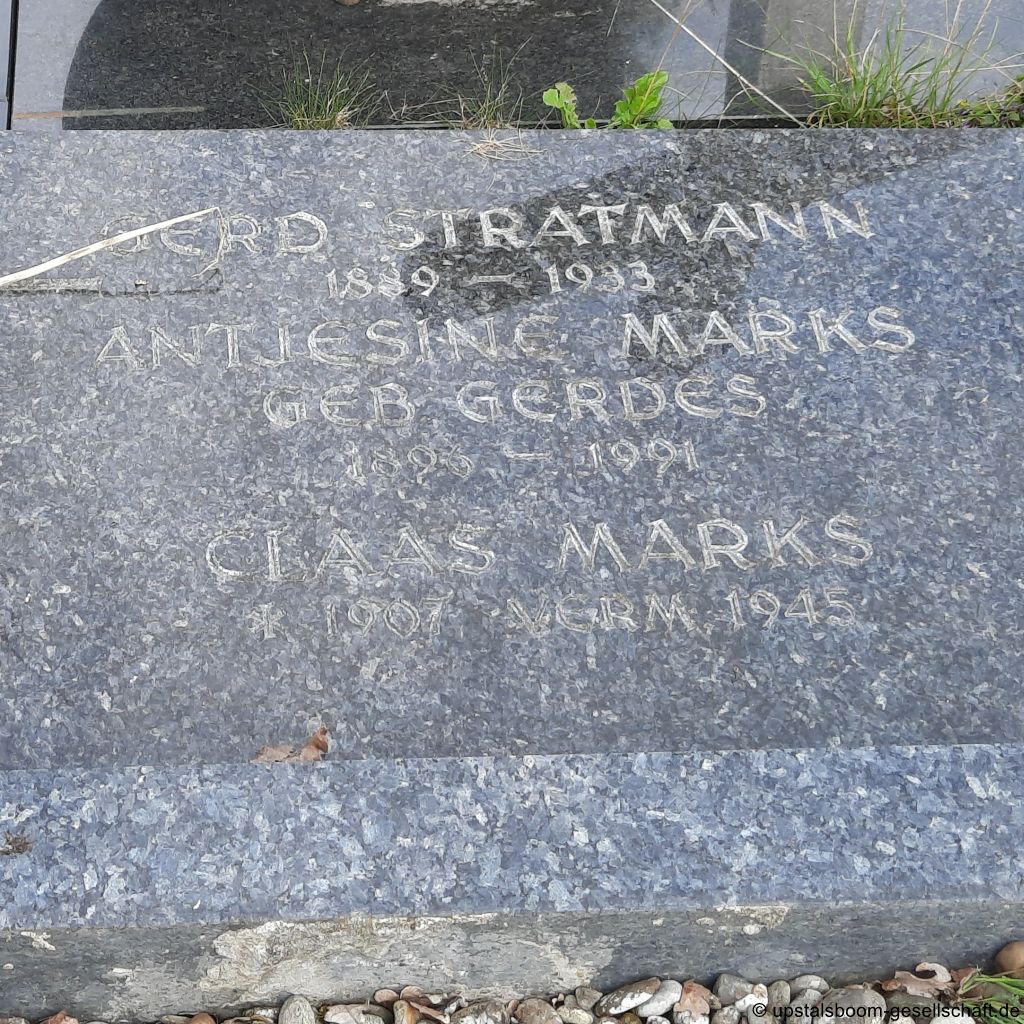 GERD STRATMANN
1889 — 1933
ANTJESINE MARKS
GEB GERDES
1896 — 1991
CLAAS MARKS
* 1907 VERM 1945
© upstalsboom-gesellschaft.de